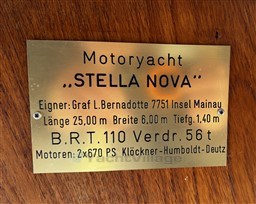 Motoryacht
„STELLA NOVA"
Eigner: Graf L. Bernadotte 7751 Insel Mainau
Länge 25,00 m Breite 6,00 m Tiefg. 1,40 m
B.R.T. 110 Verdr. 56 t
Motoren: 2x670 PS Klöckner-Humboldt-Deutz
YachtVillage